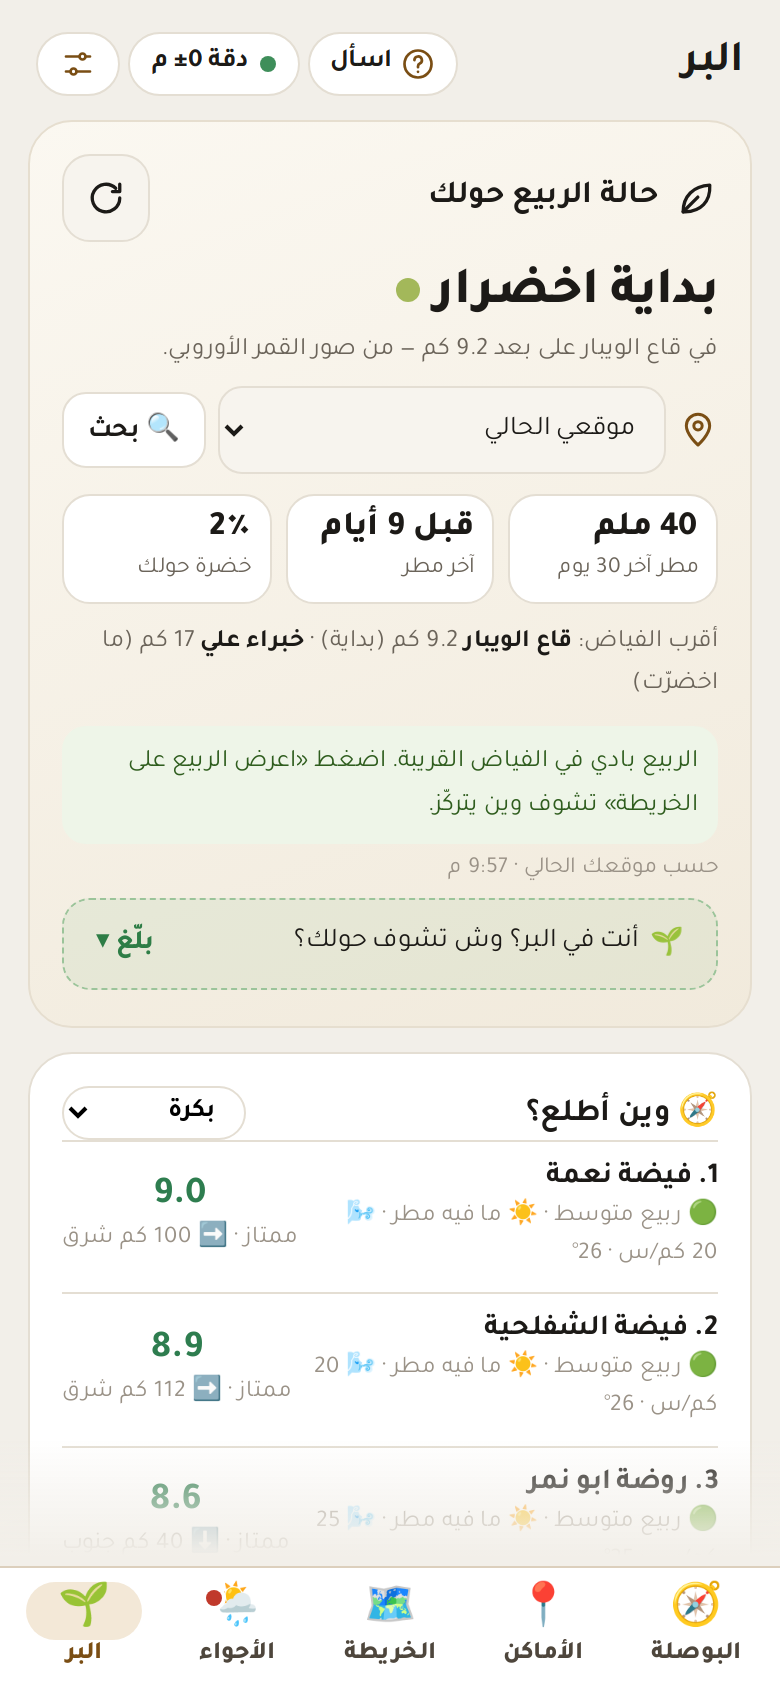 البر
اسأل
دقة 0± م
حالة الربيع حولك
بداية اخضرار
في قاع الويبار على بعد 9.2 كم — من صور القمر الأوروبي.
موقعي الحالي
بحث
40 ملم
مطر آخر 30 يوم
قبل 9 أيام
آخر مطر
2٪
خضرة حولك
أقرب الفياض: قاع الويبار 9.2 كم (بداية) · خبراء علي 17 كم (ما
اخضرّت)
الربيع بادي في الفياض القريبة. اضغط «اعرض الربيع على
الخريطة» تشوف وين يتركّز.
حسب موقعك الحالي · 9:57 م
أنت في البر؟ وش تشوف حولك؟
بلّغ ▾
وين أطلع؟
بكرة
1. فيضة نعمة
ربيع متوسط · ما فيه مطر ·
20 كم/س · 26°
9.0
ممتاز · 100 كم شرق
2. فيضة الشفلحية
ربيع متوسط · ما فيه مطر · 20
كم/س · 26°
8.9
ممتاز · 112 كم شرق
3. روضة ابو نمر
ربيع متوسط · ما فيه مطر · 25
8.6
ممتاز · 40 كم جنوب
البوصلة
الأماكن
الخريطة
الأجواء
البر